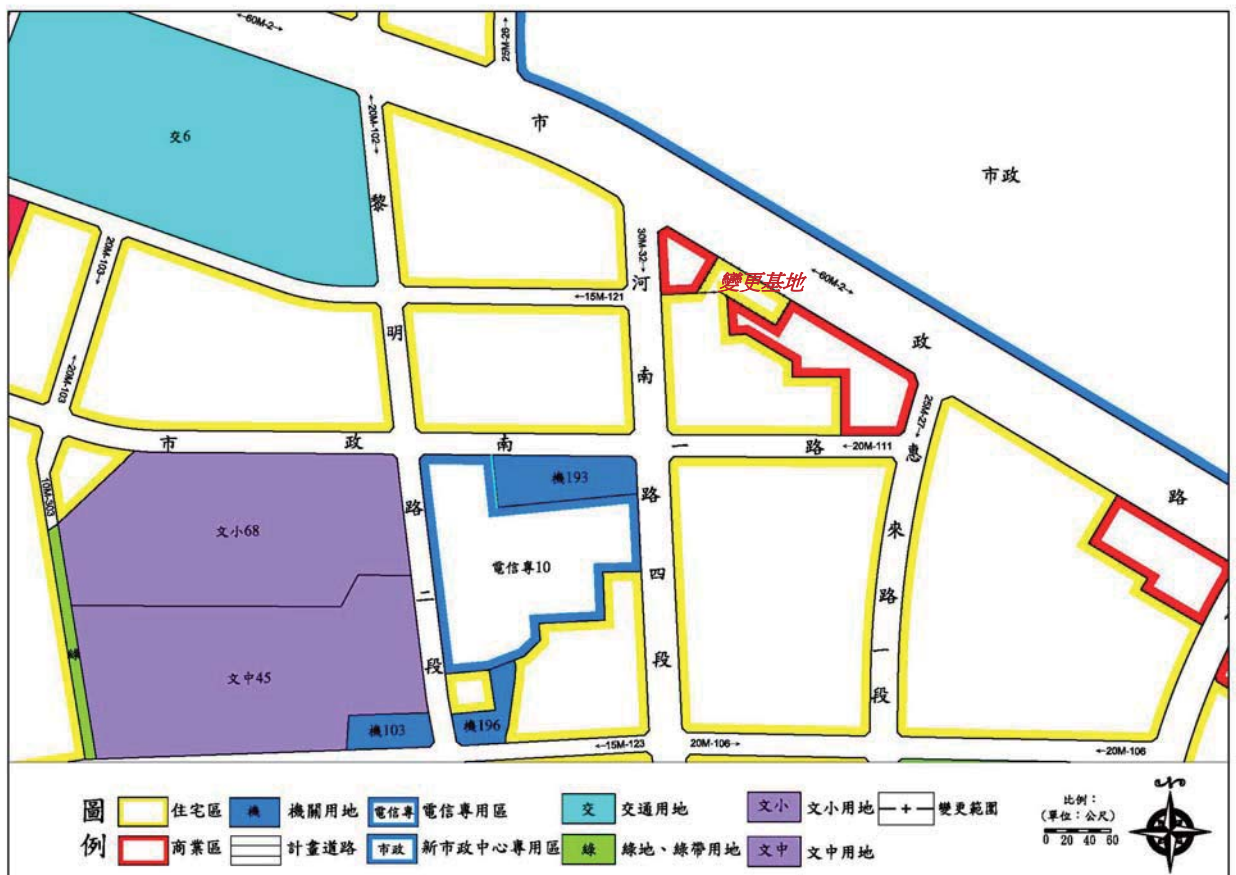 ←60M-2→
25M-26→
←20M-102→
市
交6
市政
黎
30M-32→
河
變更基地
←60M-2→
20M-103→
←15M-121
明
政
南
←20M-103
25M-27→
市 政 南 一 路
←20M-111
惠
10M-303
機193
路
路
路
文小68
來
電信專10
四
二
路
綠
段
段
一
文中45
段
機103
機196
←15M-123
20M-106→
←20M-106
圖例
住宅區
機 機關用地
電信專 電信專用區
交 交通用地
文小 文小用地
變更範圍
商業區
計畫道路
市政 新市政中心專用區
綠 綠地、綠帶用地
文中 文中用地
比例：
(單位：公尺)
0 20 40 60